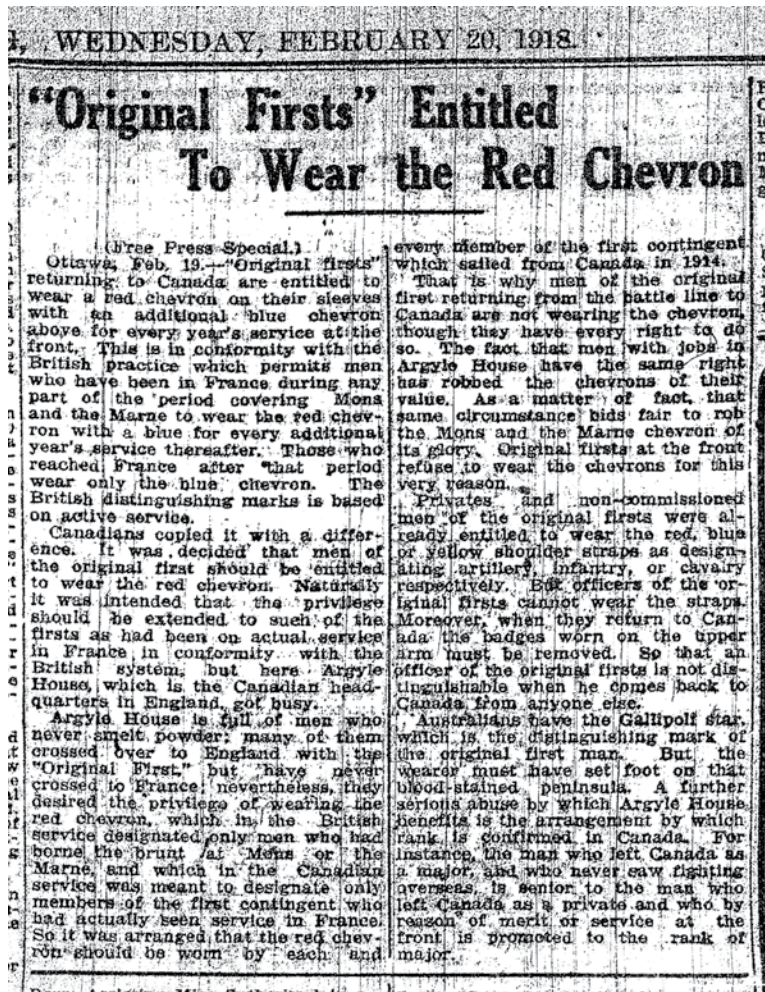 WEDNESDAY, FEBRUARY 20, 1918.
"Original Firsts" Entitled
To Wear the Red Chevron
(Free Press Special.)
Ottawa, Feb. 19.—"Original firsts"
returning to Canada are entitled to
wear a red chevron on their sleeves
with an additional blue chevron
above for every year's service at the
front. This is in conformity with the
British practice which permits men
who have been in France during any
part of the period covering Mons
and the Marne to wear the red chev-
ron with a blue for every additional
year's service thereafter. Those who
reached France after that period
wear only the blue chevron. The
British distinguishing marks is based
on active service.
Canadians copied it with a differ-
ence. It was decided that men of
the original first should be entitled
to wear the red chevron. Naturally
it was intended that the privilege
should be extended to such of the
firsts as had been on actual service
in France in conformity with the
British system, but here Argyle
House, which is the Canadian head-
quarters in England, got busy.
Argyle House is full of men who
never smelt powder; many of them
crossed over to England with the
"Original First," but have never
crossed to France; nevertheless, they
desired the privilege of wearing the
red chevron, which in the British
service designated only men who had
borne the brunt at Mons or the
Marne, and which in the Canadian
service was meant to designate only
members of the first contingent who
had actually seen service in France.
So it was arranged that the red chev-
ron should be worn by each and
every member of the first contingent
which sailed from Canada in 1914.
That is why men of the original
first returning from the battle line to
Canada are not wearing the chevron,
though they have every right to do
so. The fact that men with jobs in
Argyle House have the same right
has robbed the chevrons of their
value. As a matter of fact, that
same circumstance bids fair to rob
the Mons and the Marne chevron of
its glory. Original firsts at the front
refuse to wear the chevrons for this
very reason.
Privates and non-commissioned
men of the original firsts were al-
ready entitled to wear the red, blue
or yellow shoulder straps as design-
ating artillery, infantry, or cavalry
respectively. But officers of the or-
iginal firsts cannot wear the straps.
Moreover, when they return to Can-
ada the badges worn on the upper
arm must be removed. So that an
officer of the original firsts is not dis-
tinguishable when he comes back to
Canada from anyone else.
Australians have the Gallipoli star,
which is the distinguishing mark of
the original first man. But the
wearer must have set foot on that
blood-stained peninsula. A further
serious abuse by which Argyle House
benefits is the arrangement by which
rank is confirmed in Canada. For
instance, the man who left Canada as
a major, and who never saw fighting
overseas, is senior to the man who
left Canada as a private and who by
reason of merit or service at the
front is promoted to the rank of
major.